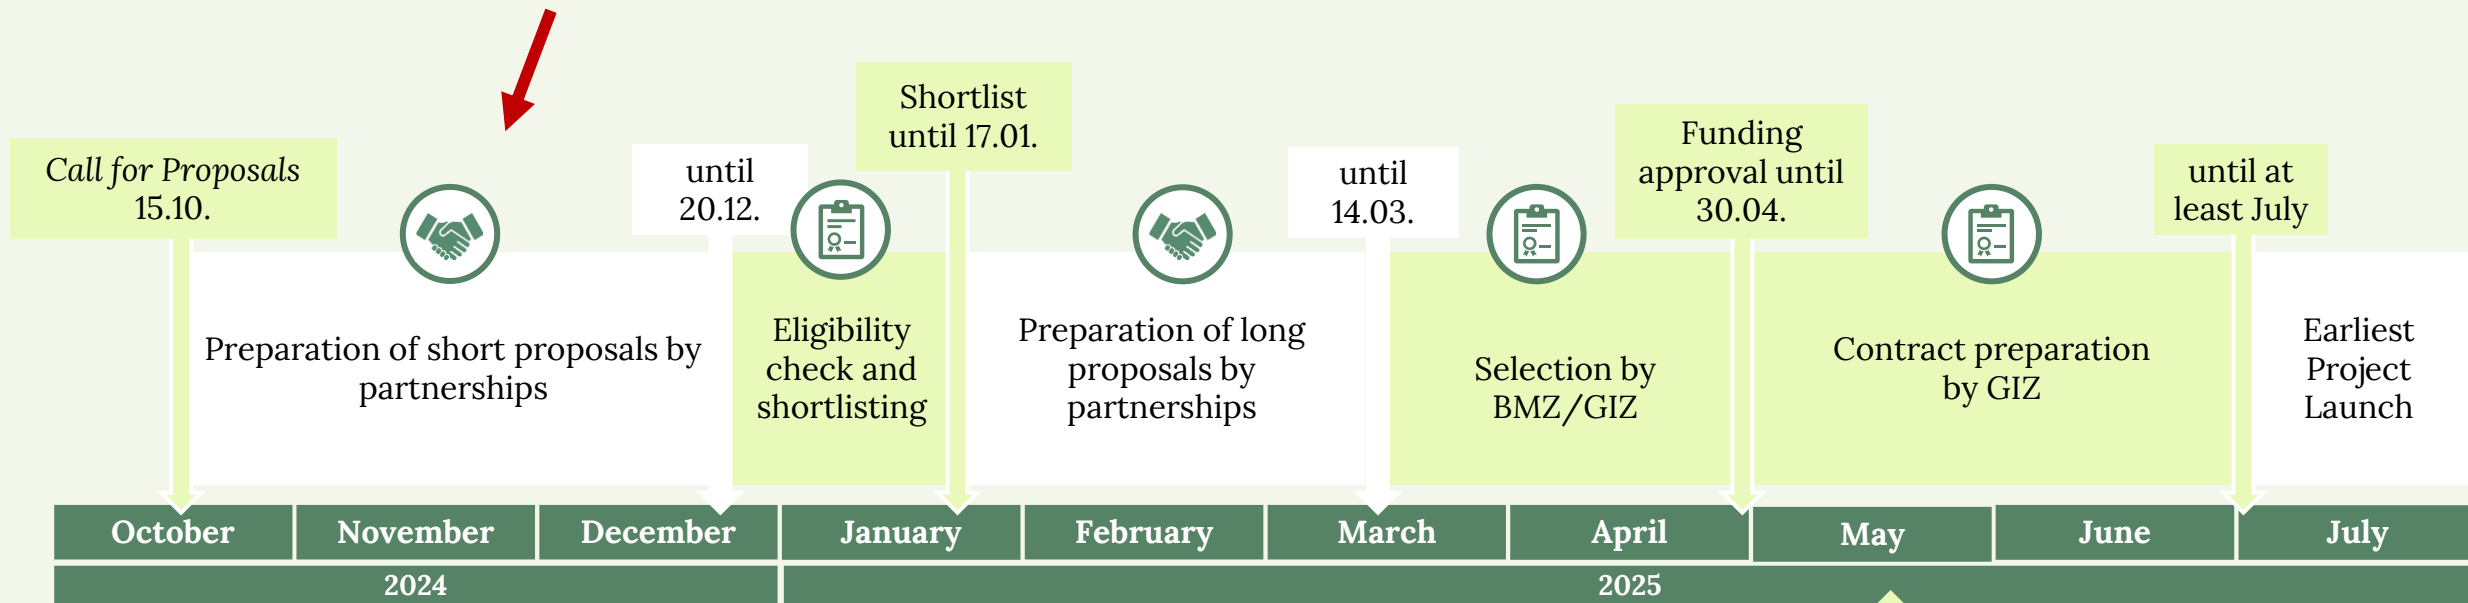 Call for Proposals
15.10.
until
20.12.
Shortlist
until 17.01.
until
14.03.
Funding
approval until
30.04.
until at
least July
Preparation of short proposals by
partnerships
Eligibility
check and
shortlisting
Preparation of long
proposals by
partnerships
Selection by
BMZ/GIZ
Contract preparation
by GIZ
Earliest
Project
Launch
October
November
December
January
February
March
April
May
June
July
2024
2025